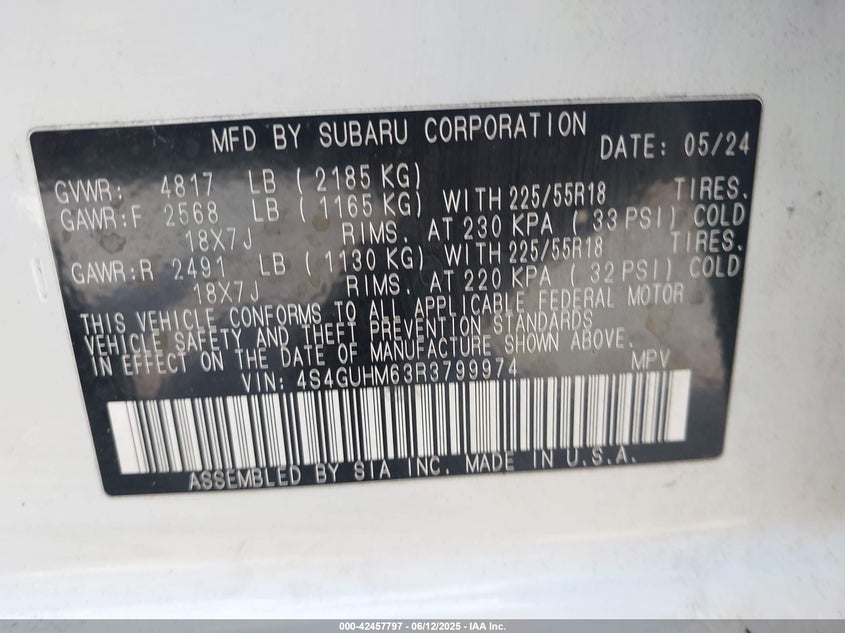 MFD BY SUBARU CORPORATION DATE: 05/24
GVWR: 4817 LB ( 2185 KG)
GAWR:F 2568 LB ( 1165 KG) WITH 225/55R18 TIRES.
18X7J RIMS. AT 230 KPA ( 33 PSI) COLD
GAWR:R 2491 LB ( 1130 KG) WITH 225/55R18 TIRES.
18X7J RIMS. AT 220 KPA ( 32 PSI) COLD
THIS VEHICLE CONFORMS TO ALL APPLICABLE FEDERAL MOTOR
VEHICLE SAFETY AND THEFT PREVENTION STANDARDS
IN EFFECT ON THE DATE OF MANUFACTURE SHOWN ABOVE.
VIN: 4S4GUHM63R3799974 MPV
ASSEMBLED BY SIA INC. MADE IN U.S.A.
000-42457797 - 06/12/2025 - IAA Inc.